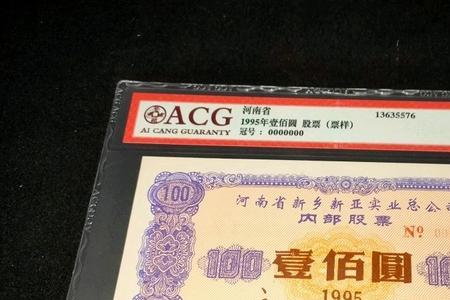 ACG
AI CANG GUARANTY
河南省
1995年壹佰圆 股票（票样）
冠号：0000000
13635576
100
河南省新乡新亚实业总公
内部股票
No
100 壹佰圆 10
1995